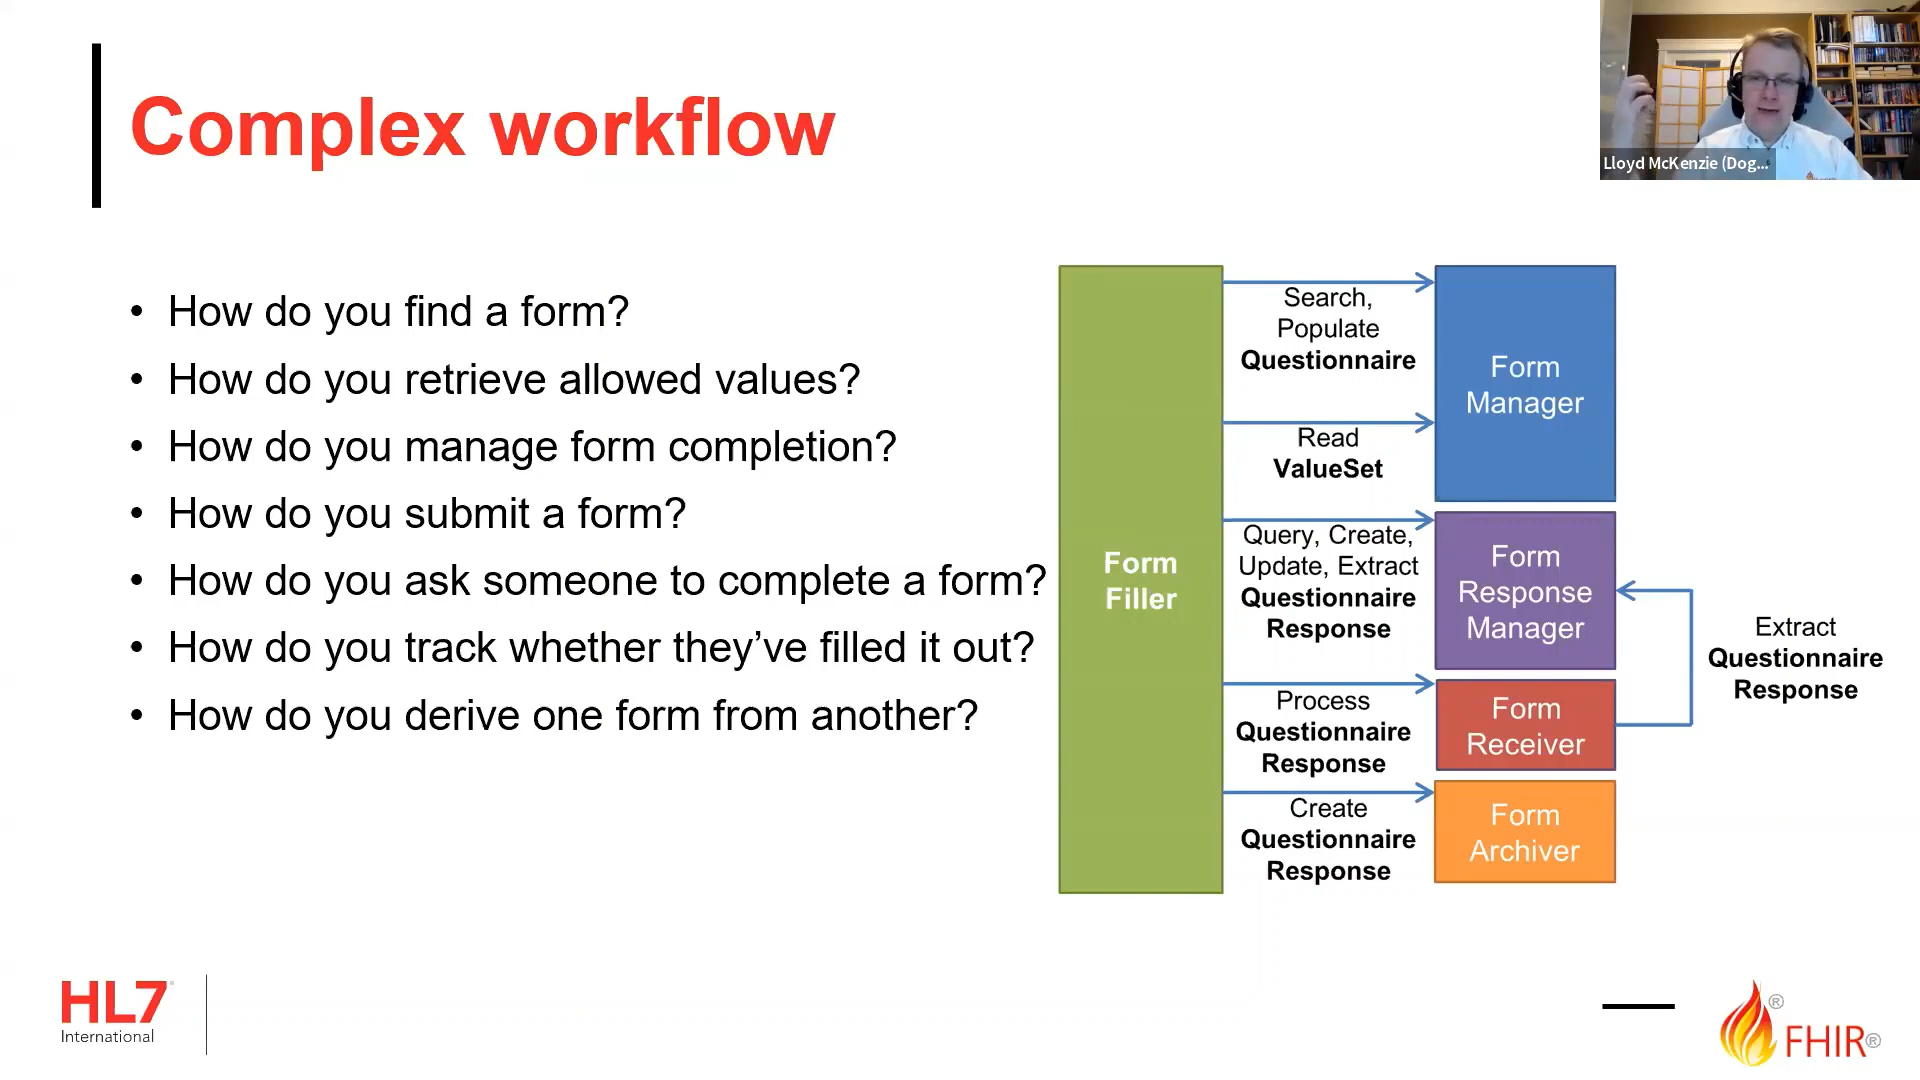 Complex workflow
Lloyd McKenzie (Dog...
• How do you find a form?
• How do you retrieve allowed values?
• How do you manage form completion?
• How do you submit a form?
• How do you ask someone to complete a form?
• How do you track whether they’ve filled it out?
• How do you derive one form from another?
Form
Filler
Search,
Populate
Questionnaire
Read
ValueSet
Query, Create,
Update, Extract
Questionnaire
Response
Process
Questionnaire
Response
Create
Questionnaire
Response
Form
Manager
Form
Response
Manager
Form
Receiver
Form
Archiver
Extract
Questionnaire
Response
HL7
International
FHIR®
®